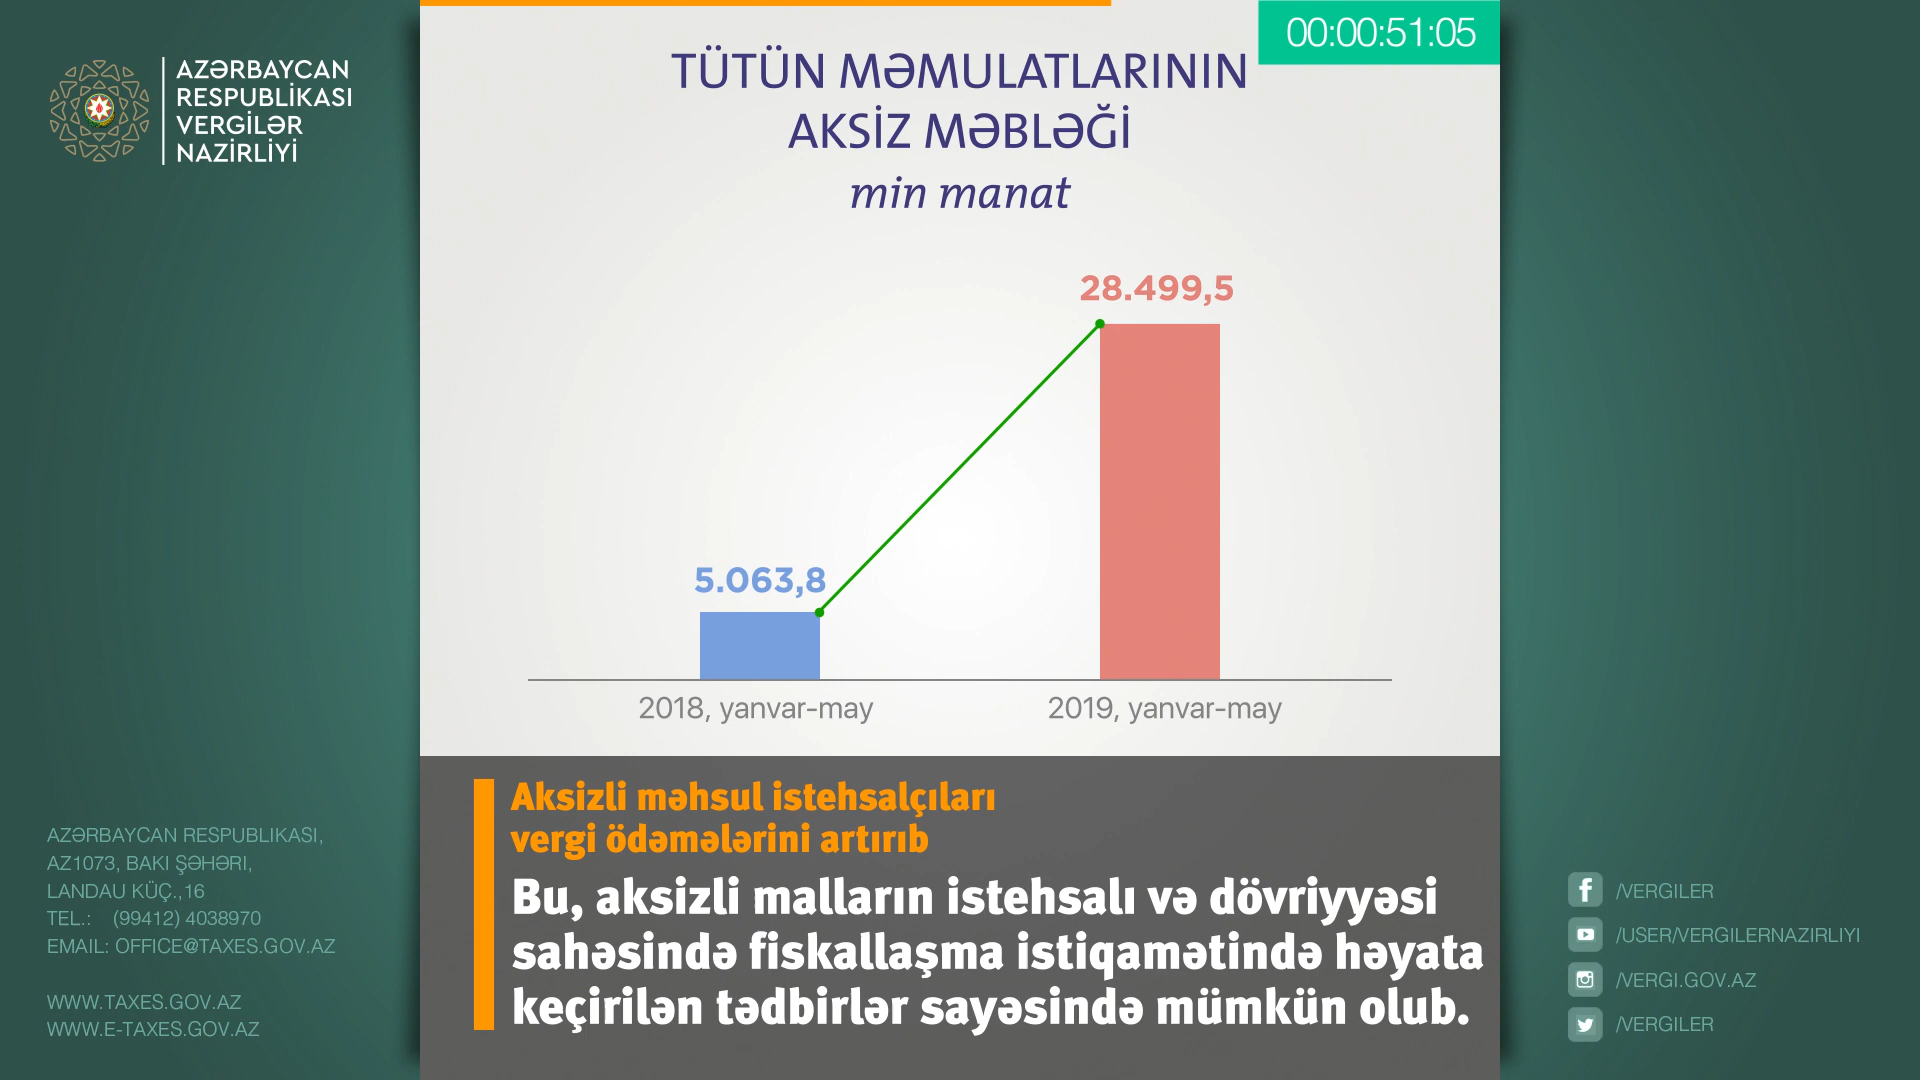 AZƏRBAYCAN
RESPUBLİKASI
VERGİLƏR
NAZİRLİYİ
00:00:51:05
TÜTÜN MƏMULATLARININ
AKSİZ MƏBLƏĞİ
min manat
28.499,5
5.063,8
2018, yanvar-may
2019, yanvar-may
Aksizli məhsul istehsalçıları
vergi ödəmələrini artırıb
Bu, aksizli malların istehsalı və dövriyyəsi
sahəsində fiskallaşma istiqamətində həyata
keçirilən tədbirlər sayəsində mümkün olub.
AZƏRBAYCAN RESPUBLIKASI,
AZ1073, BAKI ŞƏHƏRI,
LANDAU KÜÇ.,16
TEL.: (99412) 4038970
EMAIL: OFFICE@TAXES.GOV.AZ
WWW.TAXES.GOV.AZ
WWW.E-TAXES.GOV.AZ
/VERGILER
/USER/VERGILERNAZIRLIYI
/VERGI.GOV.AZ
/VERGILER